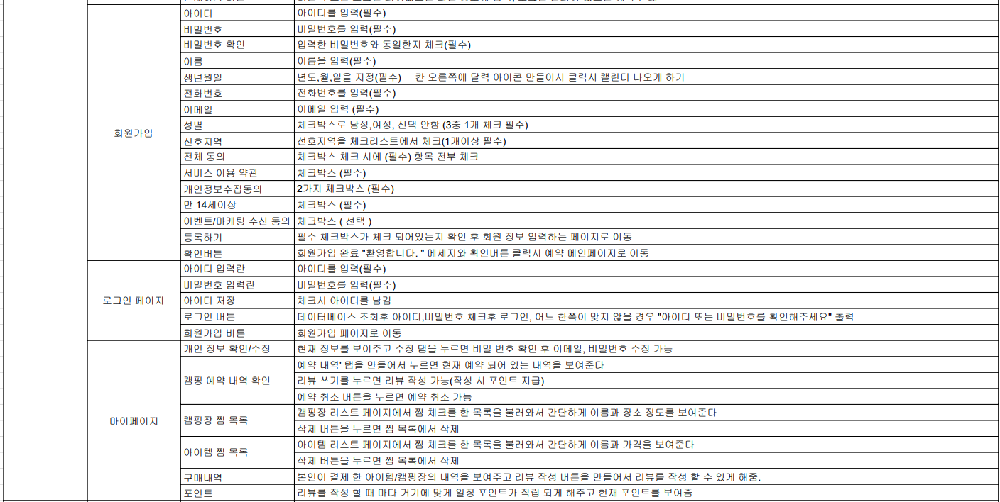 아이디 아이디를 입력(필수)
비밀번호 비밀번호를 입력(필수)
비밀번호 확인 입력한 비밀번호와 동일한지 체크(필수)
이름 이름을 입력(필수)
생년월일 년도,월,일을 지정(필수) 칸 오른쪽에 달력 아이콘 만들어서 클릭시 캘린더 나오게 하기
전화번호 전화번호를 입력(필수)
이메일 이메일 입력 (필수)
성별 체크박스로 남성,여성, 선택 안함 (3중 1개 체크 필수)
회원가입
선호지역 선호지역을 체크리스트에서 체크(1개이상 필수)
전체 동의 체크박스 체크 시에 (필수) 항목 전부 체크
서비스 이용 약관 체크박스 (필수)
개인정보수집동의 2가지 체크박스 (필수)
만 14세이상 체크박스 (필수)
이벤트/마케팅 수신 동의 체크박스 ( 선택 )
등록하기 필수 체크박스가 체크 되어있는지 확인 후 회원 정보 입력하는 페이지로 이동
확인버튼 회원가입 완료 "환영합니다. " 메세지와 확인버튼 클릭시 예약 메인페이지로 이동
아이디 입력란 아이디를 입력(필수)
비밀번호 입력란 비밀번호를 입력(필수)
로그인 페이지 아이디 저장 체크시 아이디를 남김
로그인 버튼 데이터베이스 조회후 아이디,비밀번호 체크후 로그인, 어느 한쪽이 맞지 않을 경우 "아이디 또는 비밀번호를 확인해주세요" 출력
회원가입 버튼 회원가입 페이지로 이동
개인 정보 확인/수정 현재 정보를 보여주고 수정 탭을 누르면 비밀 번호 확인 후 이메일, 비밀번호 수정 가능
예약 내역' 탭을 만들어서 누르면 현재 예약 되어 있는 내역을 보여준다
캠핑 예약 내역 확인 리뷰 쓰기를 누르면 리뷰 작성 가능(작성 시 포인트 지급)
예약 취소 버튼을 누르면 예약 취소 가능
캠핑장 리스트 페이지에서 찜 체크를 한 목록을 불러와서 간단하게 이름과 장소 정도를 보여준다
마이페이지 캠핑장 찜 목록
삭제 버튼을 누르면 찜 목록에서 삭제
아이템 리스트 페이지에서 찜 체크를 한 목록을 불러와서 간단하게 이름과 가격을 보여준다
아이템 찜 목록
삭제 버튼을 누르면 찜 목록에서 삭제
구매내역 본인이 결제 한 아이템/캠핑장의 내역을 보여주고 리뷰 작성 버튼을 만들어서 리뷰를 작성 할 수 있게 해줌.
포인트 리뷰를 작성 할 때 마다 거기에 맞게 일정 포인트가 적립 되게 해주고 현재 포인트를 보여줌